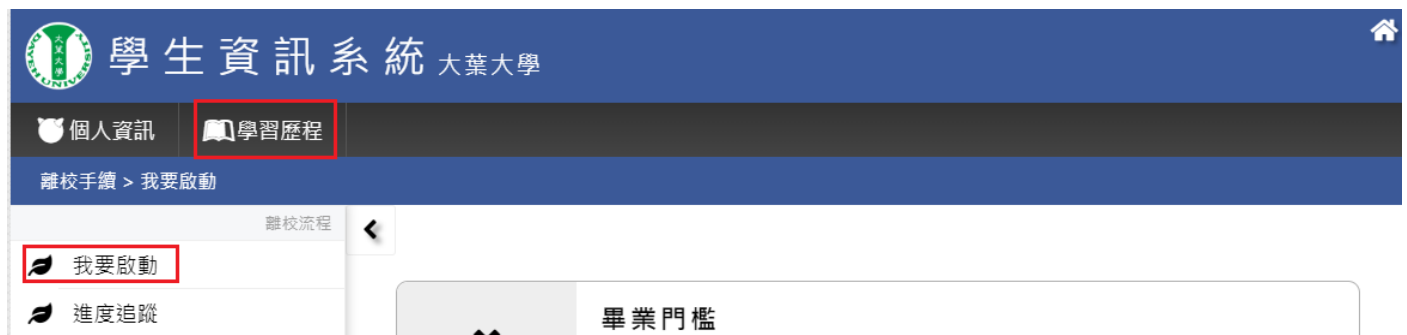 學生資訊系統 大葉大學
個人資訊 學習歷程
離校手續 > 我要啟動
離校流程
我要啟動
進度追蹤
畢業門檻